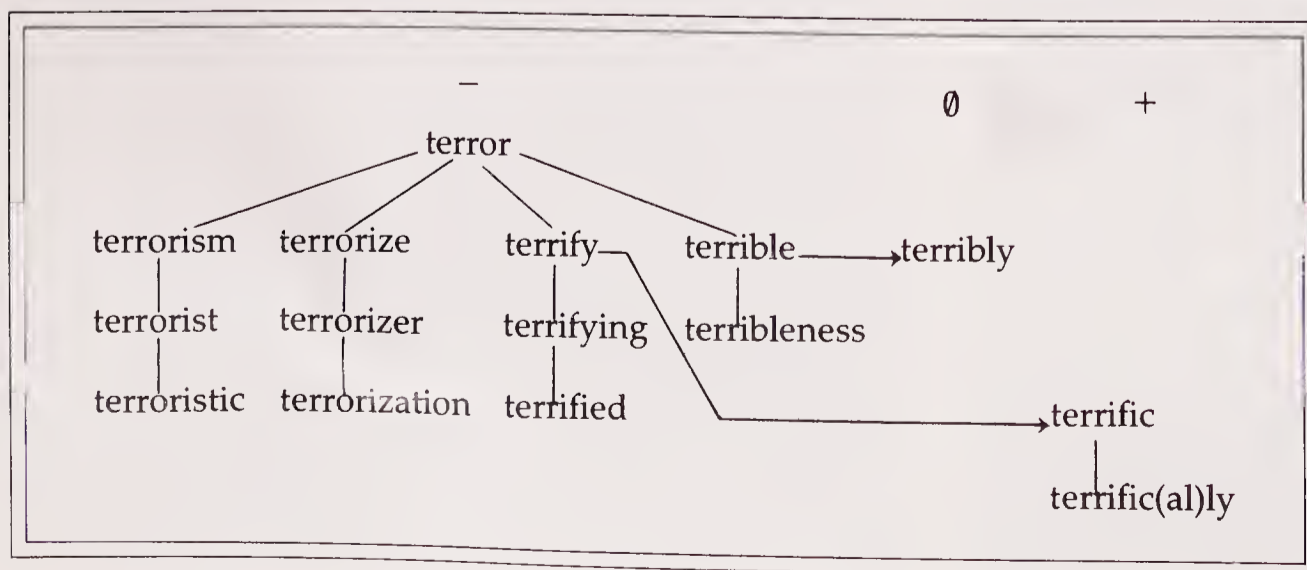 −
∅ +
terror
terrorism terrorize terrify terrible terribly
terrorist terrorizer terrifying terribleness
terroristic terrorization terrified terrific
terrific(al)ly